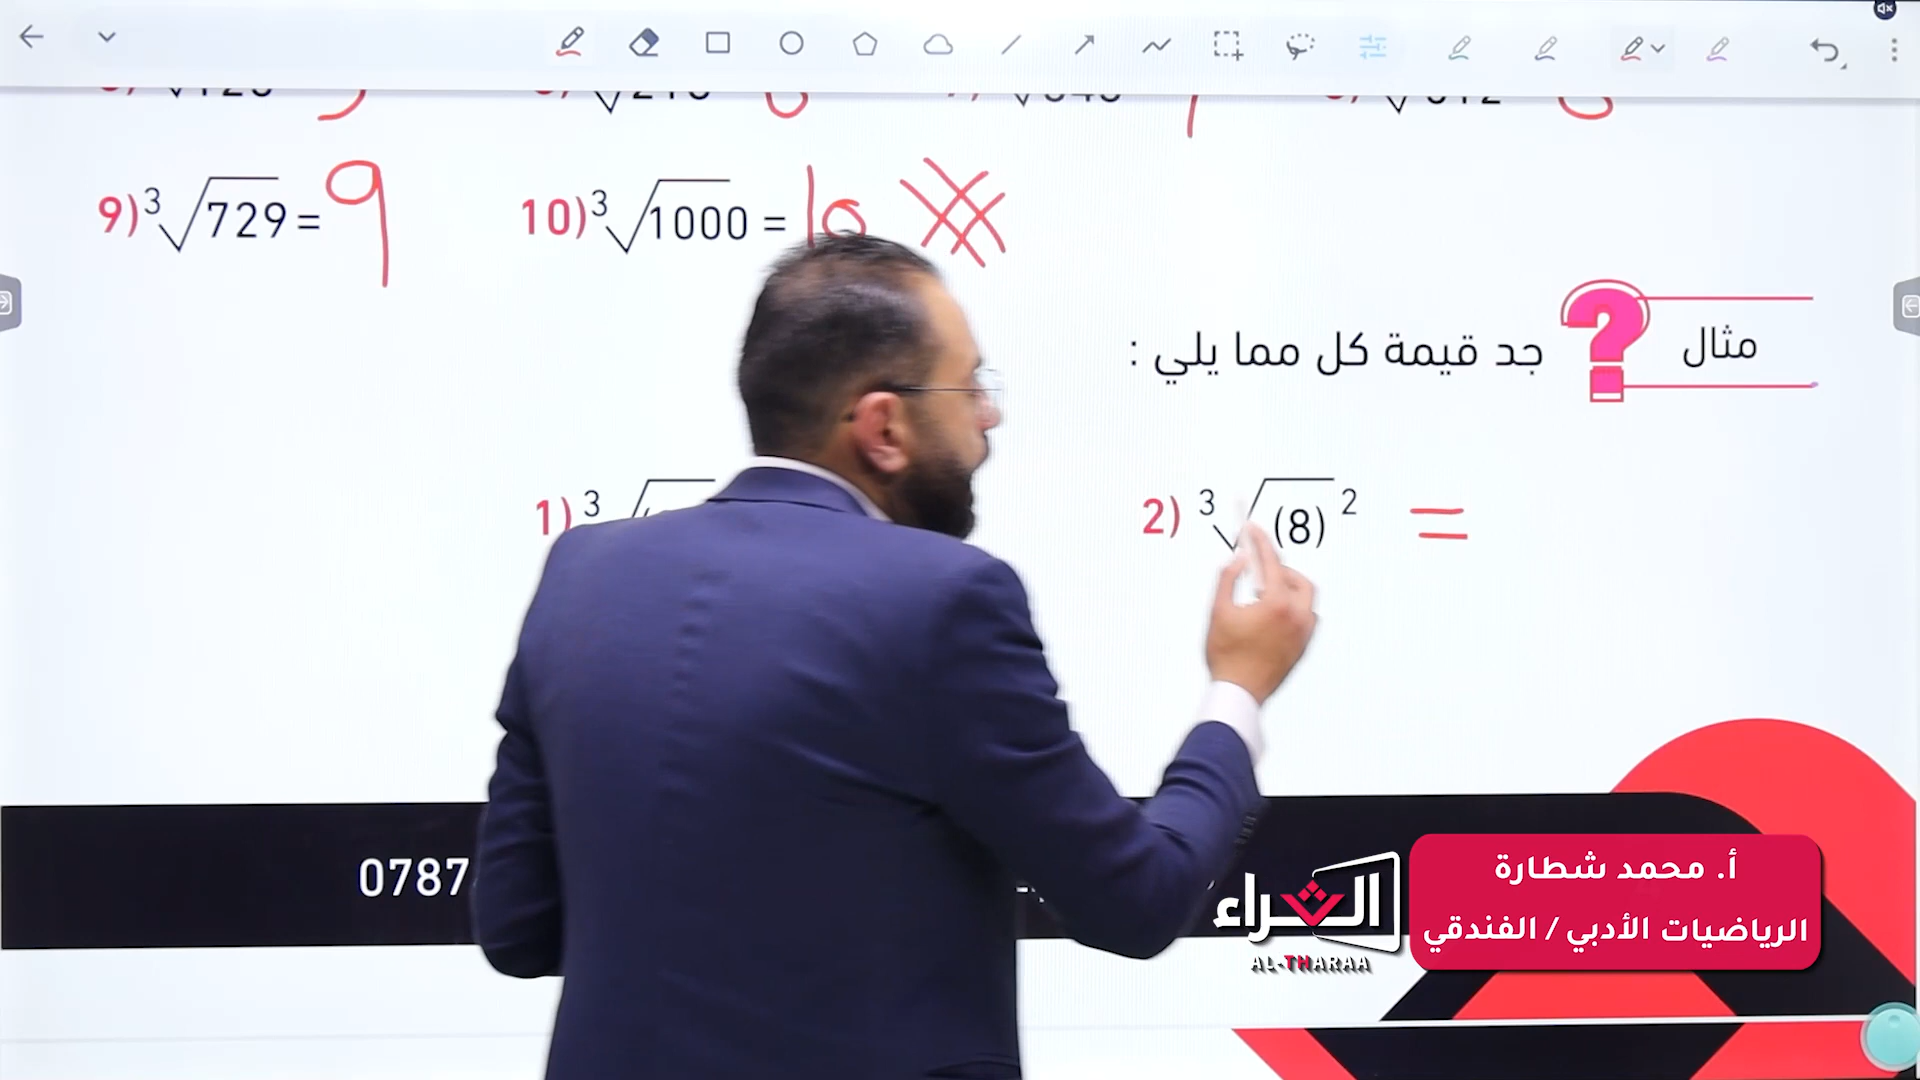 9) ³√729 = 9
10) ³√1000 = 10
مثال
جد قيمة كل مما يلي :
1) ³√
2) ³√(8)² =
0787
الثراء
AL-THARAA
أ. محمد شطارة
الرياضيات الأدبي / الفندقي